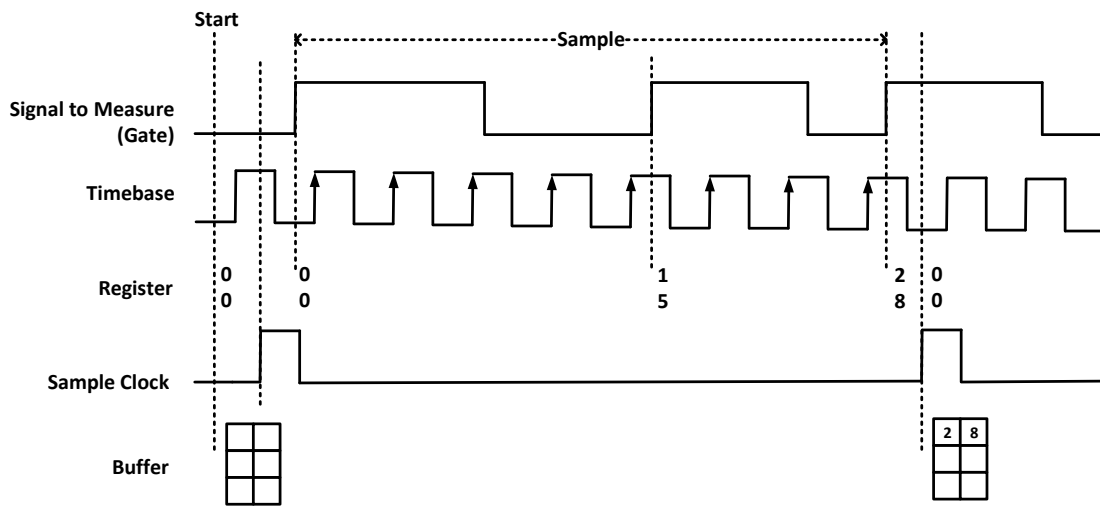 Start
Sample
Signal to Measure
(Gate)
Timebase
Register
0 0 1 2 0
0 0 5 8 0
Sample Clock
Buffer
2 8